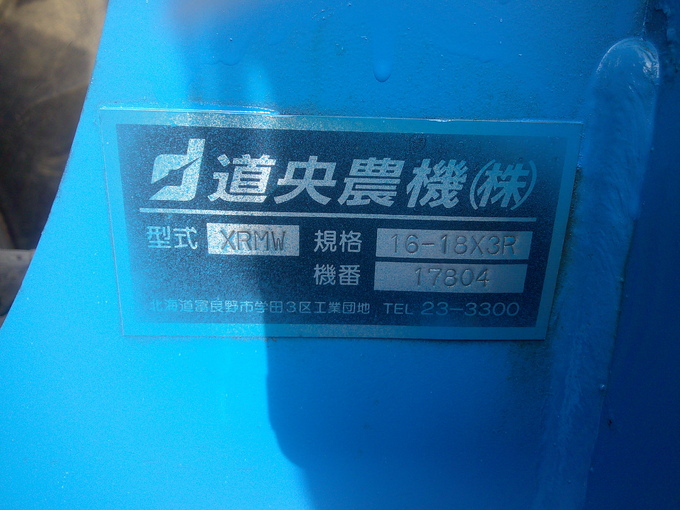 道央農機(株)
型式 XRMW 規格 16-18X3R
機番 17804
北海道富良野市学田3区工業団地 TEL 23-3300